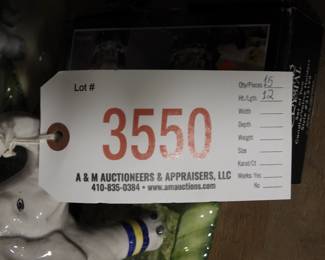 Lot #
3550
A & M AUCTIONEERS & APPRAISERS, LLC
410-835-0384 • www.amauctions.com
Qty/Pieces 15
Ht./Lgth. 12
Width
Depth
Weight
Size
Karat/Ct
Works: Yes
No